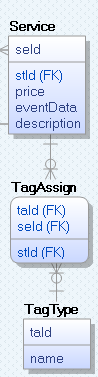 Service
seId
stId (FK)
price
eventData
description
TagAssign
taId (FK)
seId (FK)
stId (FK)
TagType
taId
name